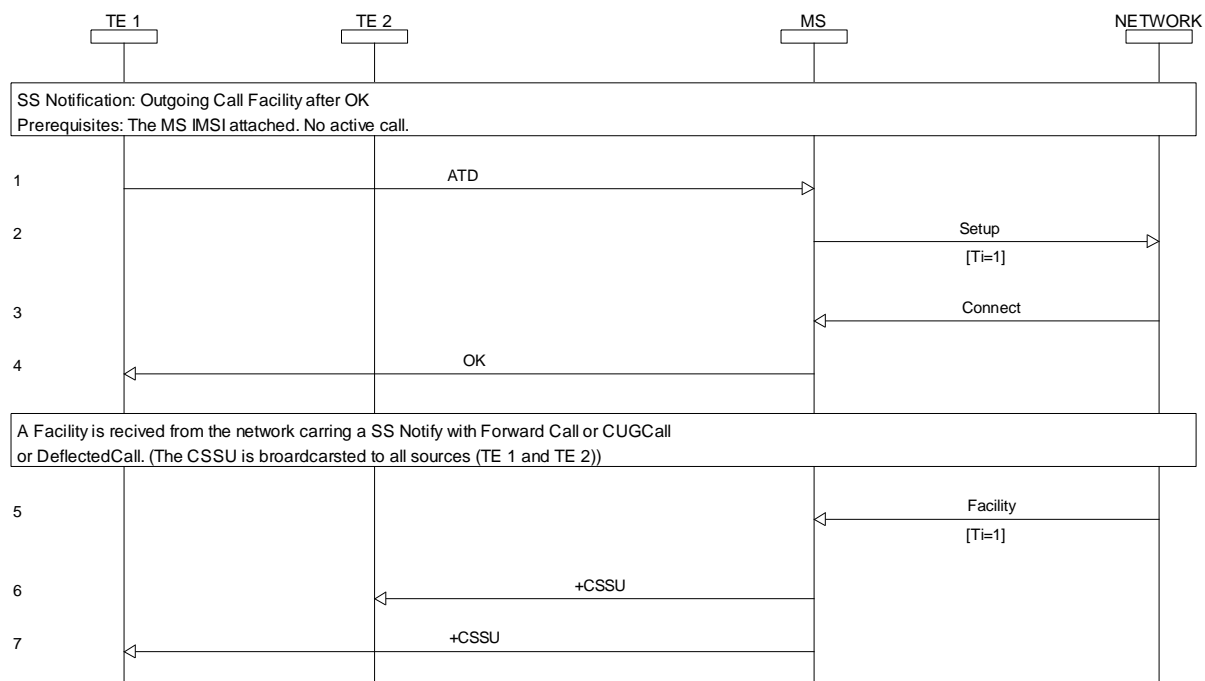 TE 1
TE 2
MS
NETWORK
SS Notification: Outgoing Call Facility after OK
Prerequisites: The MS IMSI attached. No active call.
1
ATD
2
Setup
[Ti=1]
3
Connect
4
OK
A Facility is recived from the network carring a SS Notify with Forward Call or CUGCall
or DeflectedCall. (The CSSU is broardcarsted to all sources (TE 1 and TE 2))
5
Facility
[Ti=1]
6
+CSSU
7
+CSSU